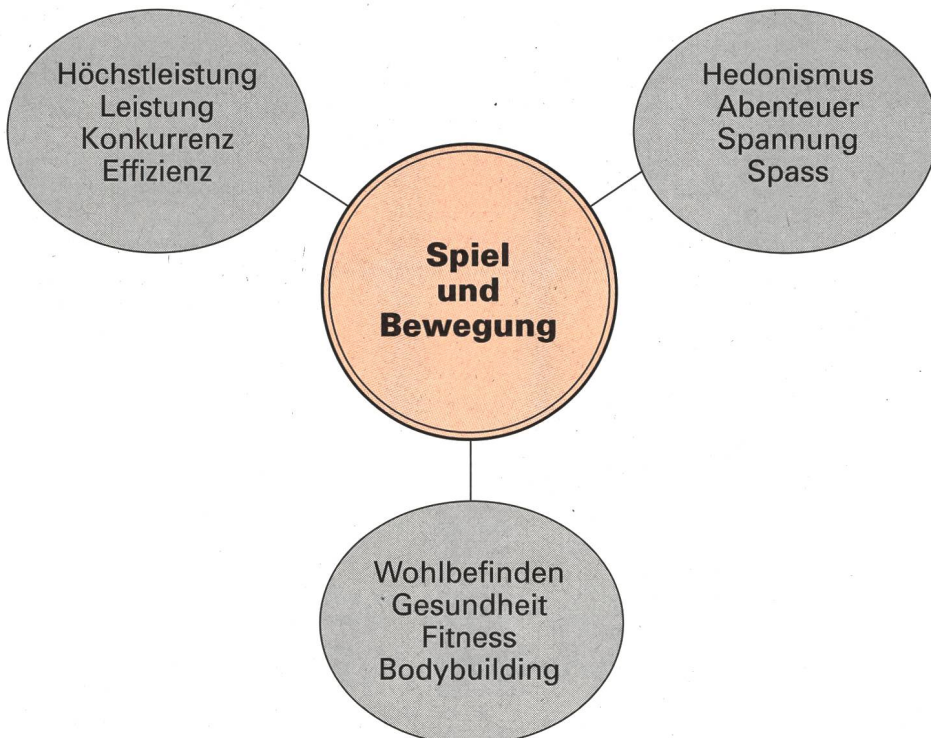 Höchstleistung
Leistung
Konkurrenz
Effizienz
Hedonismus
Abenteuer
Spannung
Spass
Spiel
und
Bewegung
Wohlbefinden
Gesundheit
Fitness
Bodybuilding